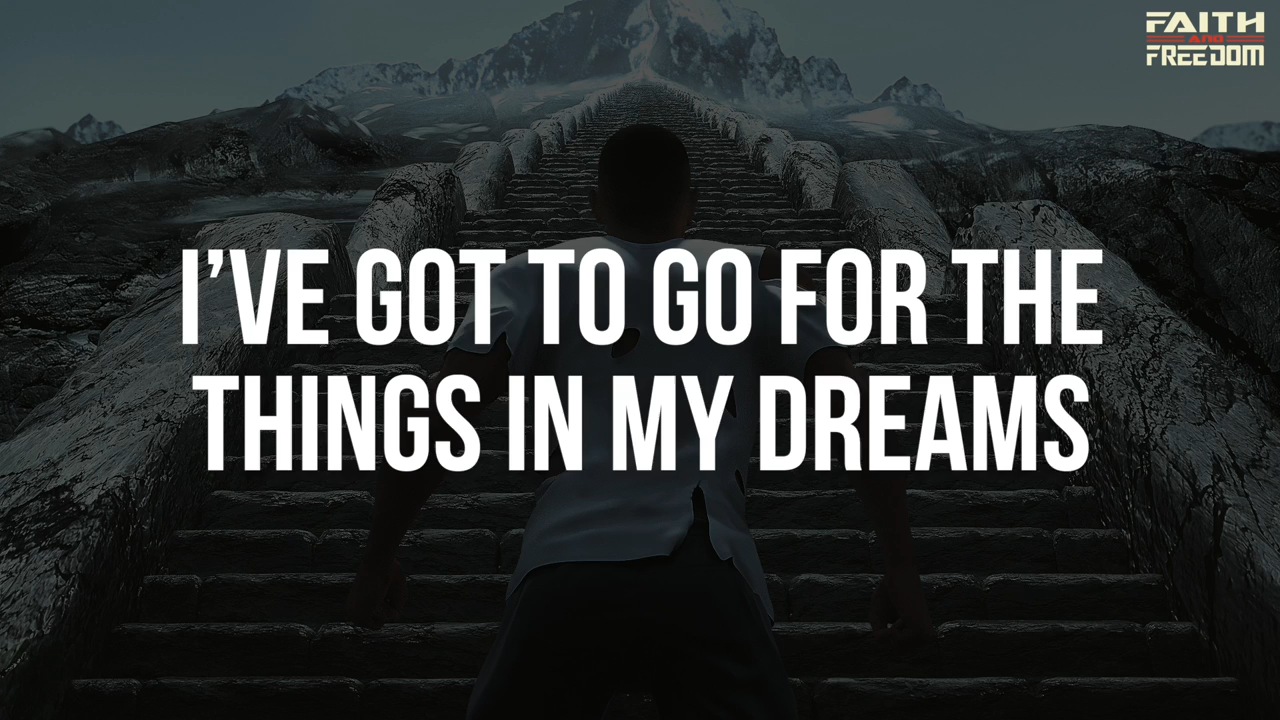 FAITH
AND
FREEDOM
I’VE GOT TO GO FOR THE
THINGS IN MY DREAMS